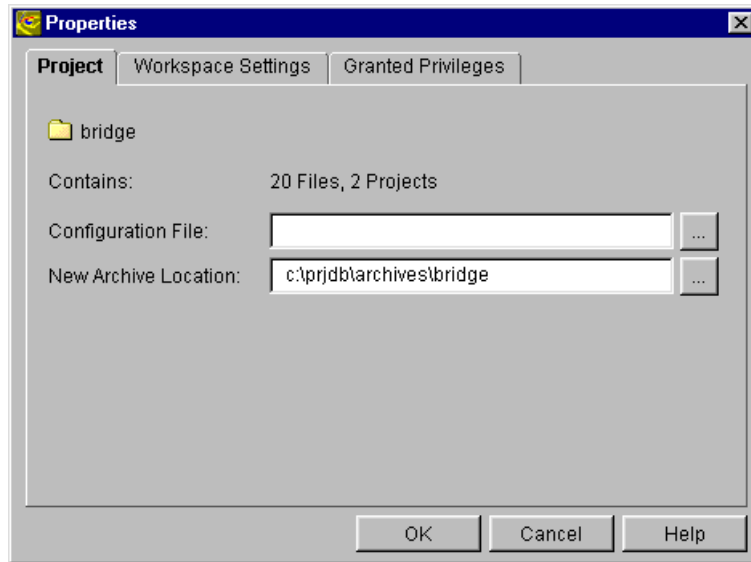 Properties
Project Workspace Settings Granted Privileges
bridge
Contains: 20 Files, 2 Projects
Configuration File: ...
New Archive Location: c:\prjdb\archives\bridge ...
OK Cancel Help